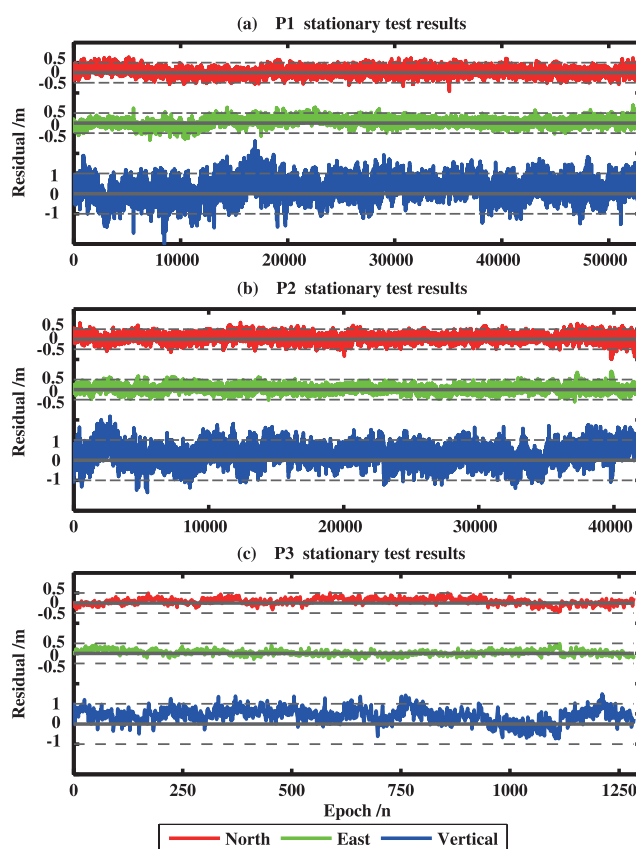 (a) P1 stationary test results
Residual /m
0.5
0
-0.5
0.5
0
-0.5
1
0
-1
0 10000 20000 30000 40000 50000
(b) P2 stationary test results
Residual /m
0.5
0
-0.5
0.5
0
-0.5
1
0
-1
0 10000 20000 30000 40000
(c) P3 stationary test results
Residual /m
0.5
0
-0.5
0.5
0
-0.5
1
0
-1
0 250 500 750 1000 1250
Epoch /n
North East Vertical